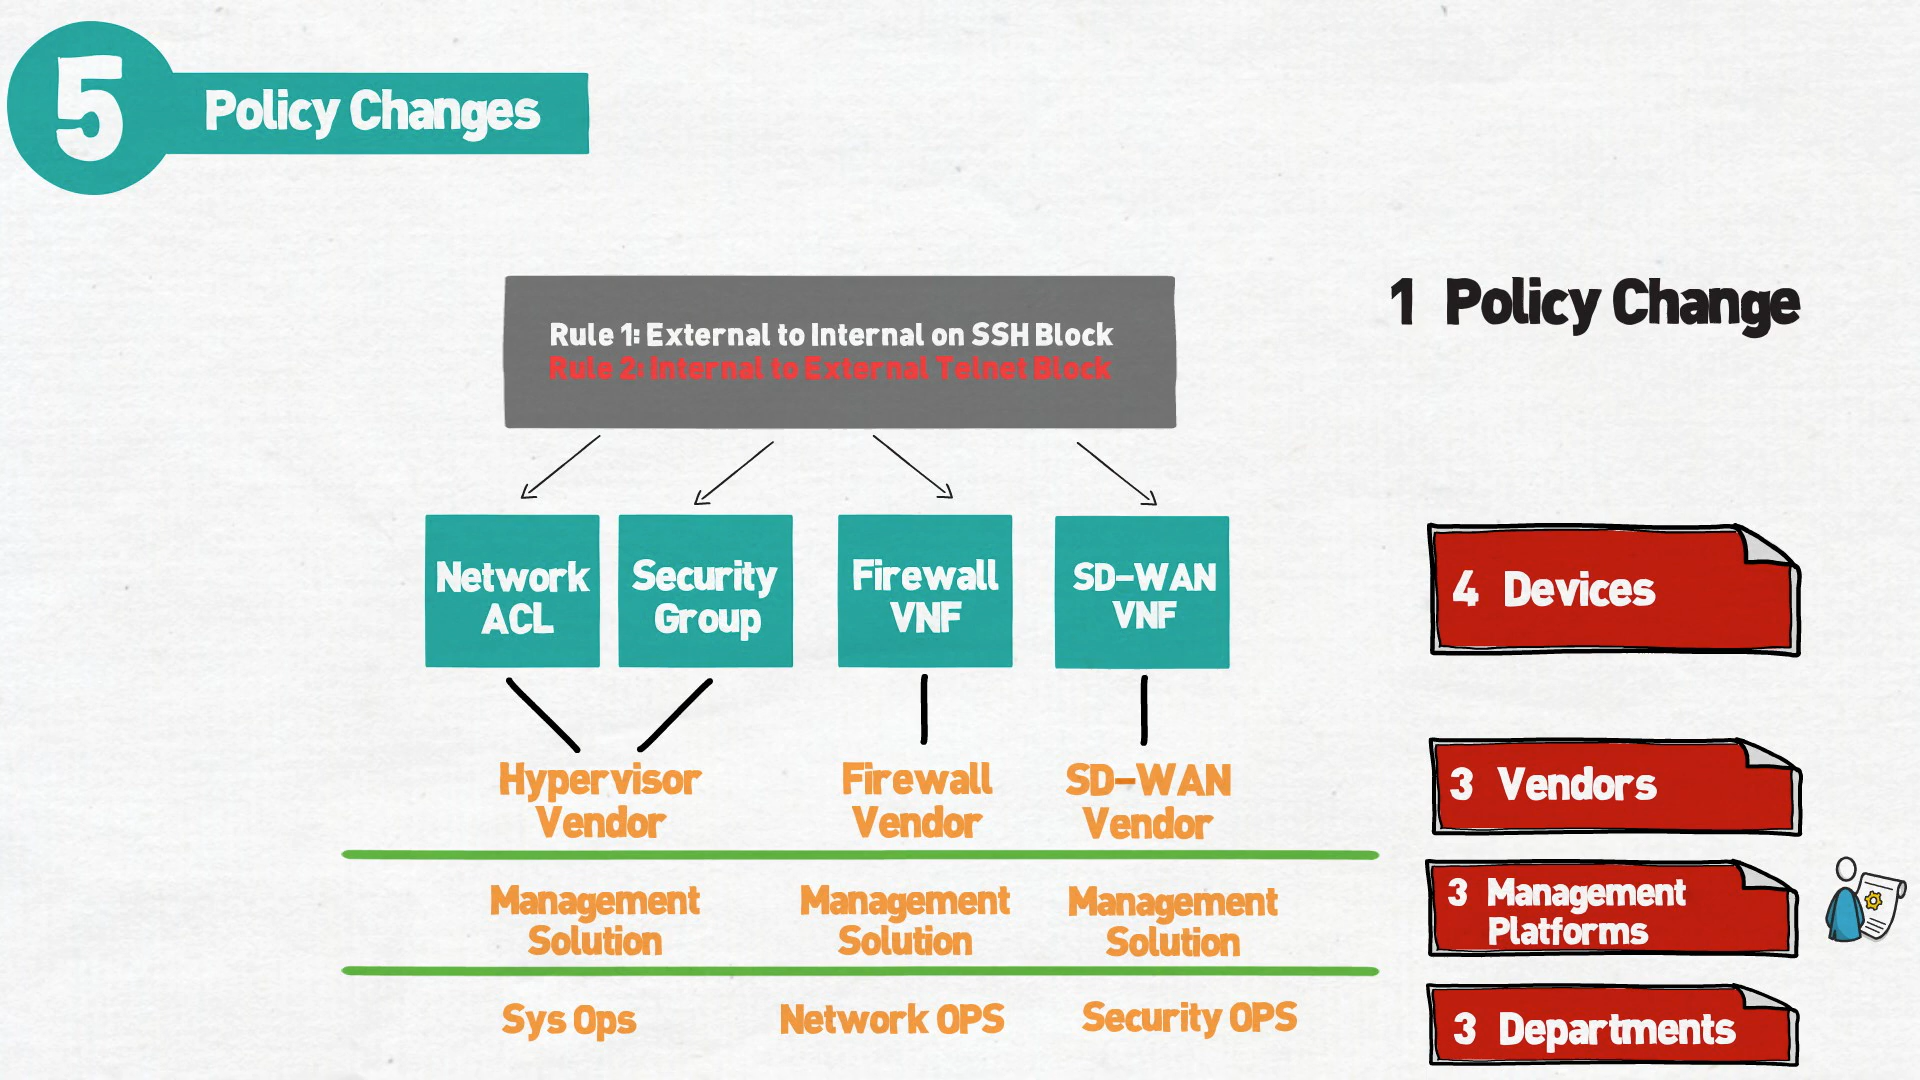 5
Policy Changes
1 Policy Change
Rule 1: External to Internal on SSH Block
Rule 2: Internal to External Telnet Block
Network
ACL
Security
Group
Firewall
VNF
SD-WAN
VNF
4 Devices
Hypervisor
Vendor
Firewall
Vendor
SD-WAN
Vendor
3 Vendors
Management
Solution
Management
Solution
Management
Solution
3 Management
Platforms
Sys Ops
Network OPS
Security OPS
3 Departments